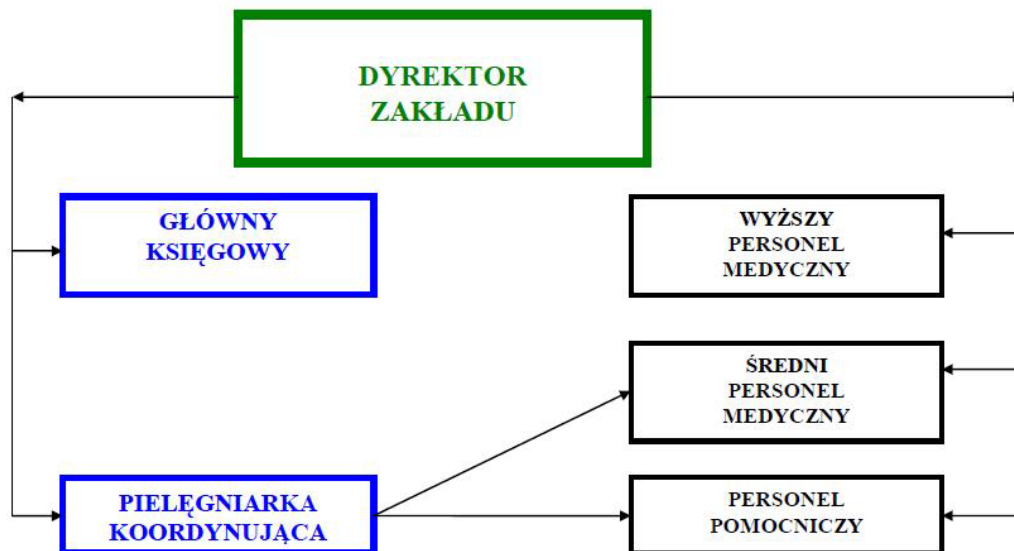 DYREKTOR
ZAKŁADU
GŁÓWNY
KSIĘGOWY
WYŻSZY
PERSONEL
MEDYCZNY
ŚREDNI
PERSONEL
MEDYCZNY
PIELĘGNIARKA
KOORDYNUJĄCA
PERSONEL
POMOCNICZY